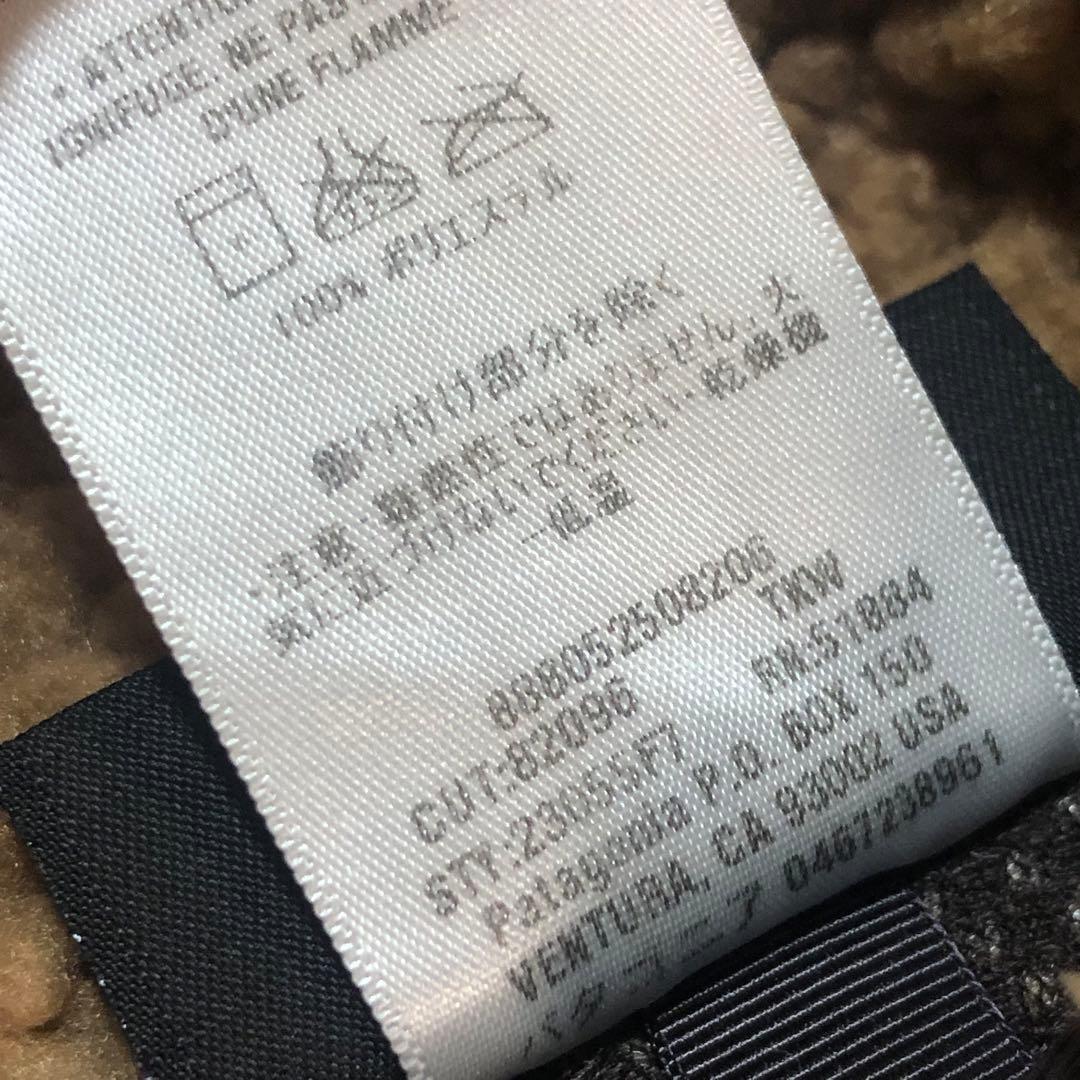 · ATTENTION
IGNIFUGE. NE PAS
D'UNE FLAMME
100% ポリエステル
飾り付け部分を除く
·注意-難燃性ではありません,火
気に近づけないでください-乾燥機
-低温
888052508206
CUT:82096 TKW
STY:23055F7 RN:51884
Patagonia P.O. BOX 150
VENTURA, CA 93002 USA
パタゴニア 0467238961